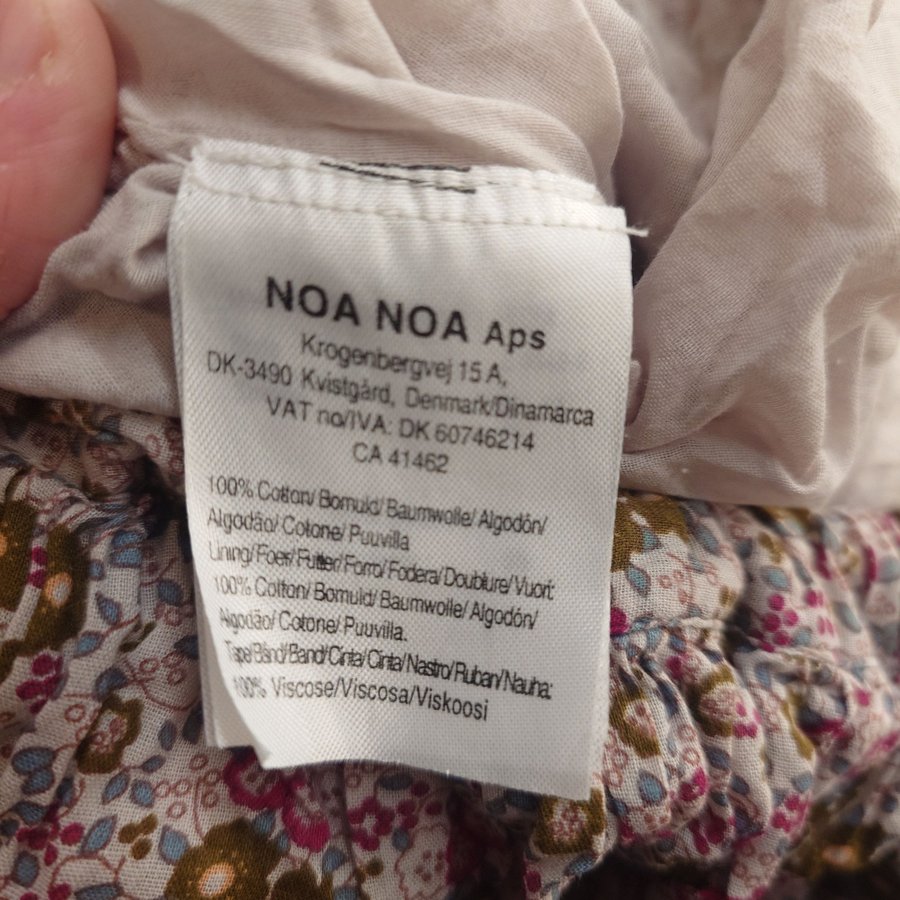 NOA NOA Aps
Krogenbergvej 15 A,
DK-3490 Kvistgård, Denmark/Dinamarca
VAT no/IVA: DK 60746214
CA 41462
100% Cotton/ Bomuld/ Baumwolle/ Algodón/
Algodão/ Cotone/ Puuvilla
Lining/Foer/Futter/Forro/Fodera/Doublure/Vuori:
100% Cotton/ Bomuld/ Baumwolle/ Algodón/
Algodão/ Cotone/ Puuvilla.
Tape/Bånd/Band/Cinta/Cinta/Nastro/Ruban/Nauha:
100% Viscose/Viscosa/Viskoosi